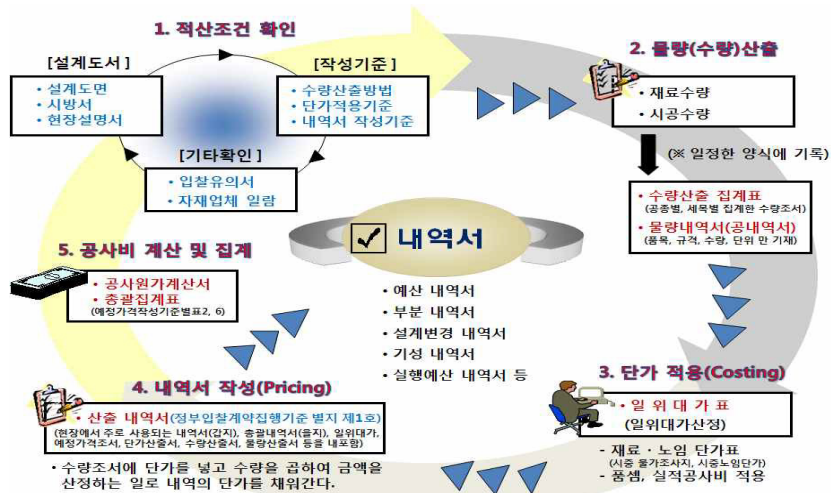 1. 적산조건 확인
[설계도서]
• 설계도면
• 시방서
• 현장설명서
[작성기준]
• 수량산출방법
• 단가적용기준
• 내역서 작성기준
[기타확인]
• 입찰유의서
• 자재업체 일람
2. 물량(수량)산출
• 재료수량
• 시공수량
(※ 일정한 양식에 기록)
• 수량산출 집계표
(공종별, 세목별 집계한 수량조서)
• 물량내역서(공내역서)
(품목, 규격, 수량, 단위 만 기재)
내역서
• 예산 내역서
• 부분 내역서
• 설계변경 내역서
• 기성 내역서
• 실행예산 내역서 등
3. 단가 적용(Costing)
• 일 위 대 가 표
(일위대가산정)
- 재료 · 노임 단가표
(시중 물가조사지, 시중노임단가)
- 품셈, 실적공사비 적용
4. 내역서 작성(Pricing)
• 산출 내역서(정부입찰계약집행기준 별지 제1호)
(현장에서 주로 사용되는 내역서(갑지), 총괄내역서(을지), 일위대가,
예정가격조서, 단가산출서, 수량산출서, 물량산출서 등을 내포함)
• 수량조서에 단가를 넣고 수량을 곱하여 금액을
산정하는 일로 내역의 단가를 채워간다.
5. 공사비 계산 및 집계
• 공사원가계산서
• 총괄집계표
(예정가격작성기준별표2, 6)